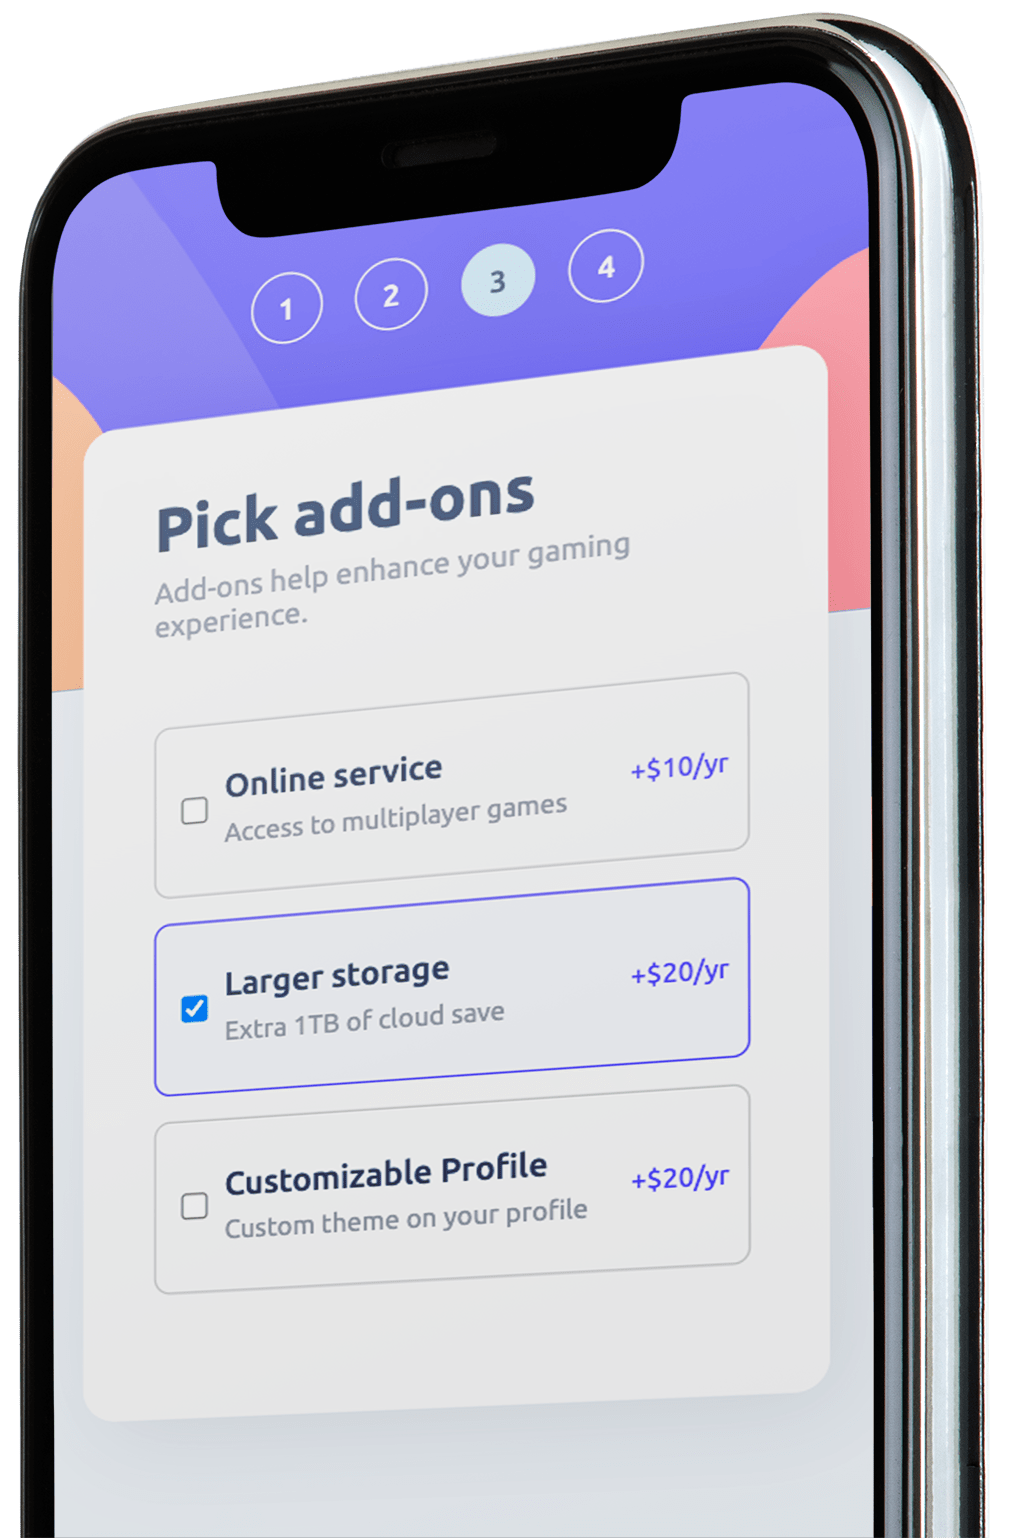 1 2 3 4
Pick add-ons
Add-ons help enhance your gaming
experience.
Online service
+$10/yr
Access to multiplayer games
Larger storage
+$20/yr
Extra 1TB of cloud save
Customizable Profile
+$20/yr
Custom theme on your profile